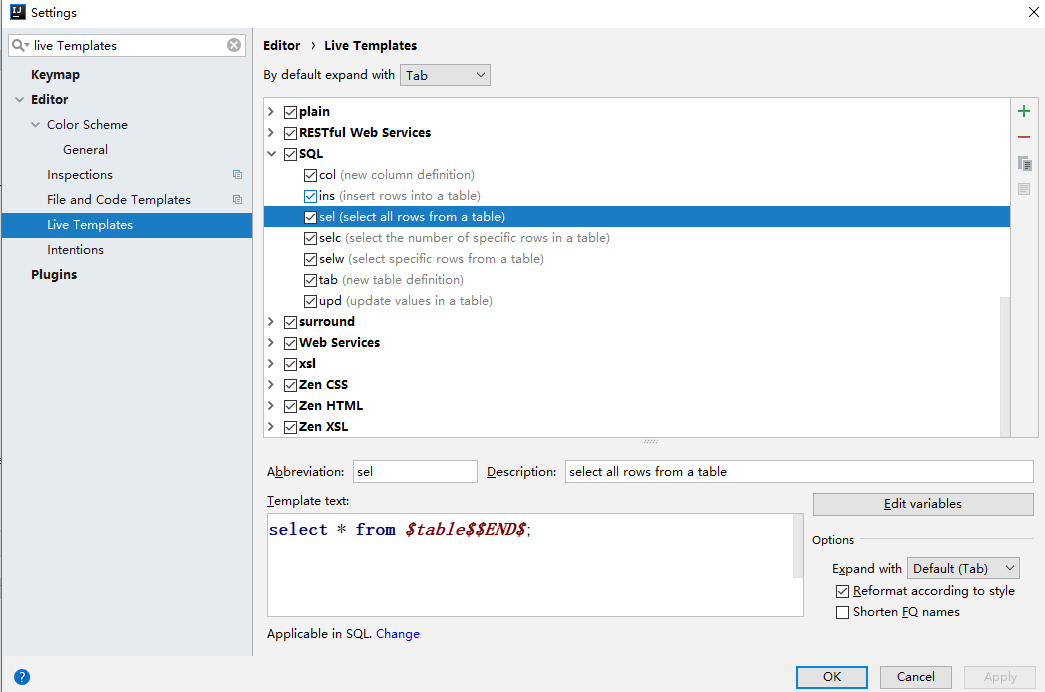 Settings
live Templates
Keymap
Editor
Color Scheme
General
Inspections
File and Code Templates
Live Templates
Intentions
Plugins
Editor › Live Templates
By default expand with Tab
plain
RESTful Web Services
SQL
col (new column definition)
ins (insert rows into a table)
sel (select all rows from a table)
selc (select the number of specific rows in a table)
selw (select specific rows from a table)
tab (new table definition)
upd (update values in a table)
surround
Web Services
xsl
Zen CSS
Zen HTML
Zen XSL
Abbreviation: sel Description: select all rows from a table
Template text:
select * from $table$$END$;
Edit variables
Options
Expand with Default (Tab)
Reformat according to style
Shorten FQ names
Applicable in SQL. Change
? OK Cancel Apply